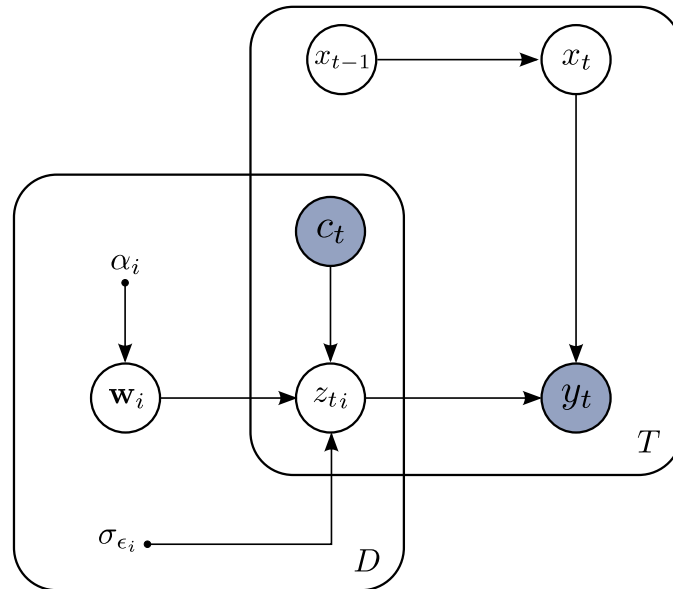 x_{t−1}
x_t
c_t
α_i
w_i
z_{ti}
y_t
T
σ_{ϵ_i}
D